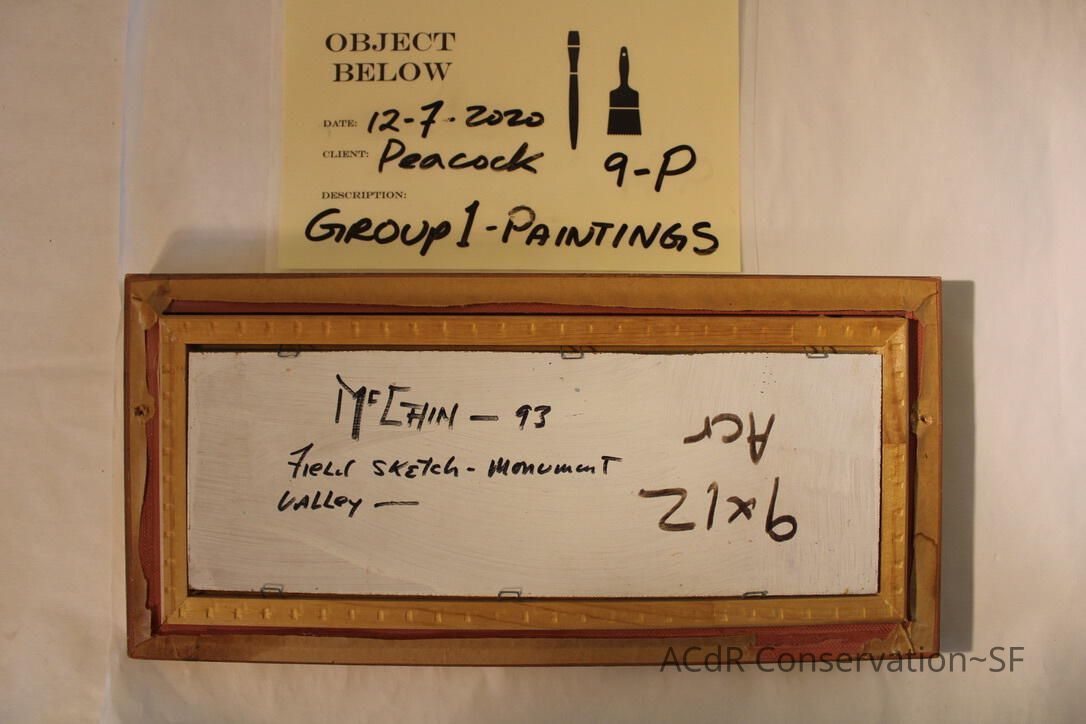 OBJECT
BELOW
DATE: 12-7-2020
CLIENT: Peacock
9-P
DESCRIPTION:
GROUP 1-PAINTINGS
McCHIN - 93
FIELD SKETCH - MONUMENT
VALLEY —
Acr
9x12
ACdR Conservation~SF